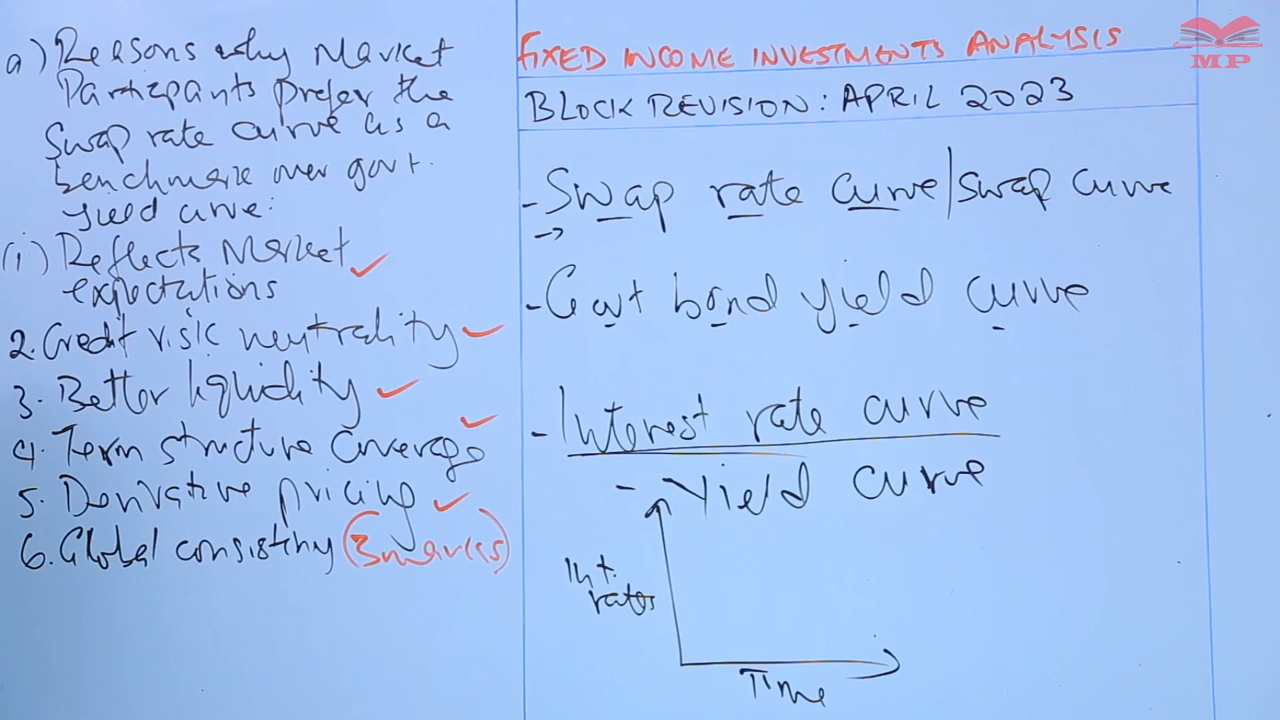 a) Reasons why Market
Participants prefer the
Swap rate curve as a
benchmark over govt.
yield curve:
(i) Reflects Market
expectations
2. Credit risk neutrality
3. Better liquidity
4. Term structure Coverage
5. Derivative pricing
6. Global consistiny (3 marks)
FIXED INCOME INVESTMENTS ANALYSIS
MP
BLOCK REVISION: APRIL 2023
- Swap rate curve/Swap curve
- Govt bond yield curve
- Interest rate curve
- Yield curve
Int.
rates
Time